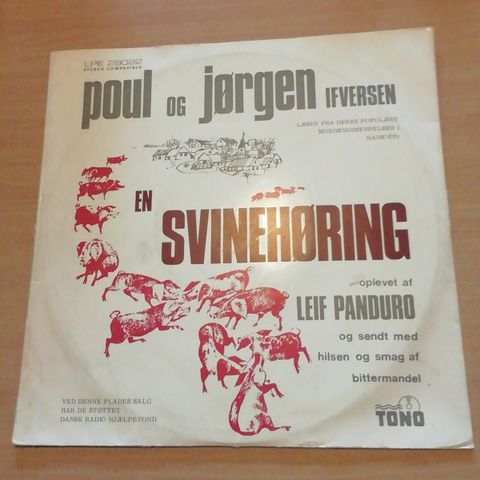 LPE 29022
STEREO COMPATIBLE
poul OG jørgen IFVERSEN
LÆSER FRA DERES POPULÆRE
MORGENUDSENDELSER I
RADIOEN:
EN
SVINEHØRING
oplevet af
LEIF PANDURO
og sendt med
hilsen og smag af
bittermandel
VED DENNE PLADES SALG
HAR DE STØTTET
DANSK RADIO HJÆLPEFOND
TONO